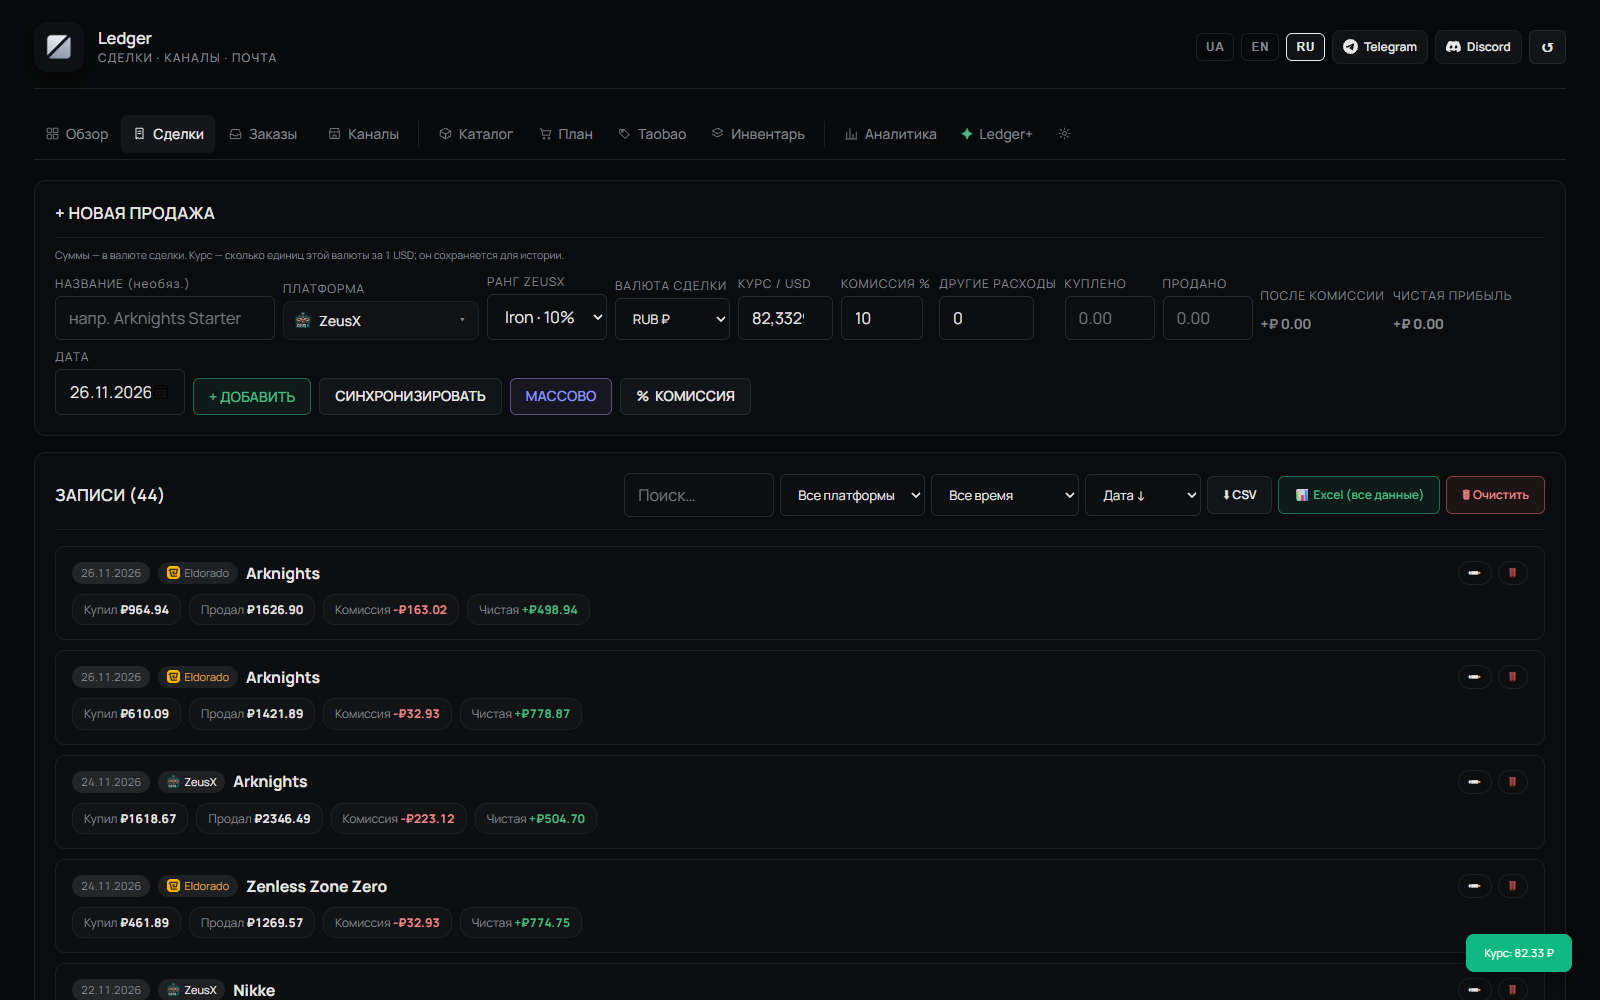 Ledger
СДЕЛКИ · КАНАЛЫ · ПОЧТА
UA EN RU Telegram Discord
Обзор Сделки Заказы Каналы Каталог План Taobao Инвентарь Аналитика Ledger+
+ НОВАЯ ПРОДАЖА
Суммы — в валюте сделки. Курс — сколько единиц этой валюты за 1 USD; он сохраняется для истории.
НАЗВАНИЕ (необяз.) ПЛАТФОРМА РАНГ ZEUSX ВАЛЮТА СДЕЛКИ КУРС / USD КОМИССИЯ % ДРУГИЕ РАСХОДЫ КУПЛЕНО ПРОДАНО ПОСЛЕ КОМИССИИ ЧИСТАЯ ПРИБЫЛЬ
напр. Arknights Starter ZeusX Iron · 10% RUB ₽ 82,332 10 0 0.00 0.00 +₽ 0.00 +₽ 0.00
ДАТА
26.11.2026 + ДОБАВИТЬ СИНХРОНИЗИРОВАТЬ МАССОВО % КОМИССИЯ
ЗАПИСИ (44) Поиск... Все платформы Все время Дата ↓ ⬇CSV Excel (все данные) Очистить
26.11.2026 Eldorado Arknights
Купил ₽964.94 Продал ₽1626.90 Комиссия -₽163.02 Чистая +₽498.94
26.11.2026 Eldorado Arknights
Купил ₽610.09 Продал ₽1421.89 Комиссия -₽32.93 Чистая +₽778.87
24.11.2026 ZeusX Arknights
Купил ₽1618.67 Продал ₽2346.49 Комиссия -₽223.12 Чистая +₽504.70
24.11.2026 Eldorado Zenless Zone Zero
Купил ₽461.89 Продал ₽1269.57 Комиссия -₽32.93 Чистая +₽774.75
Курс: 82.33 ₽
22.11.2026 ZeusX Nikke